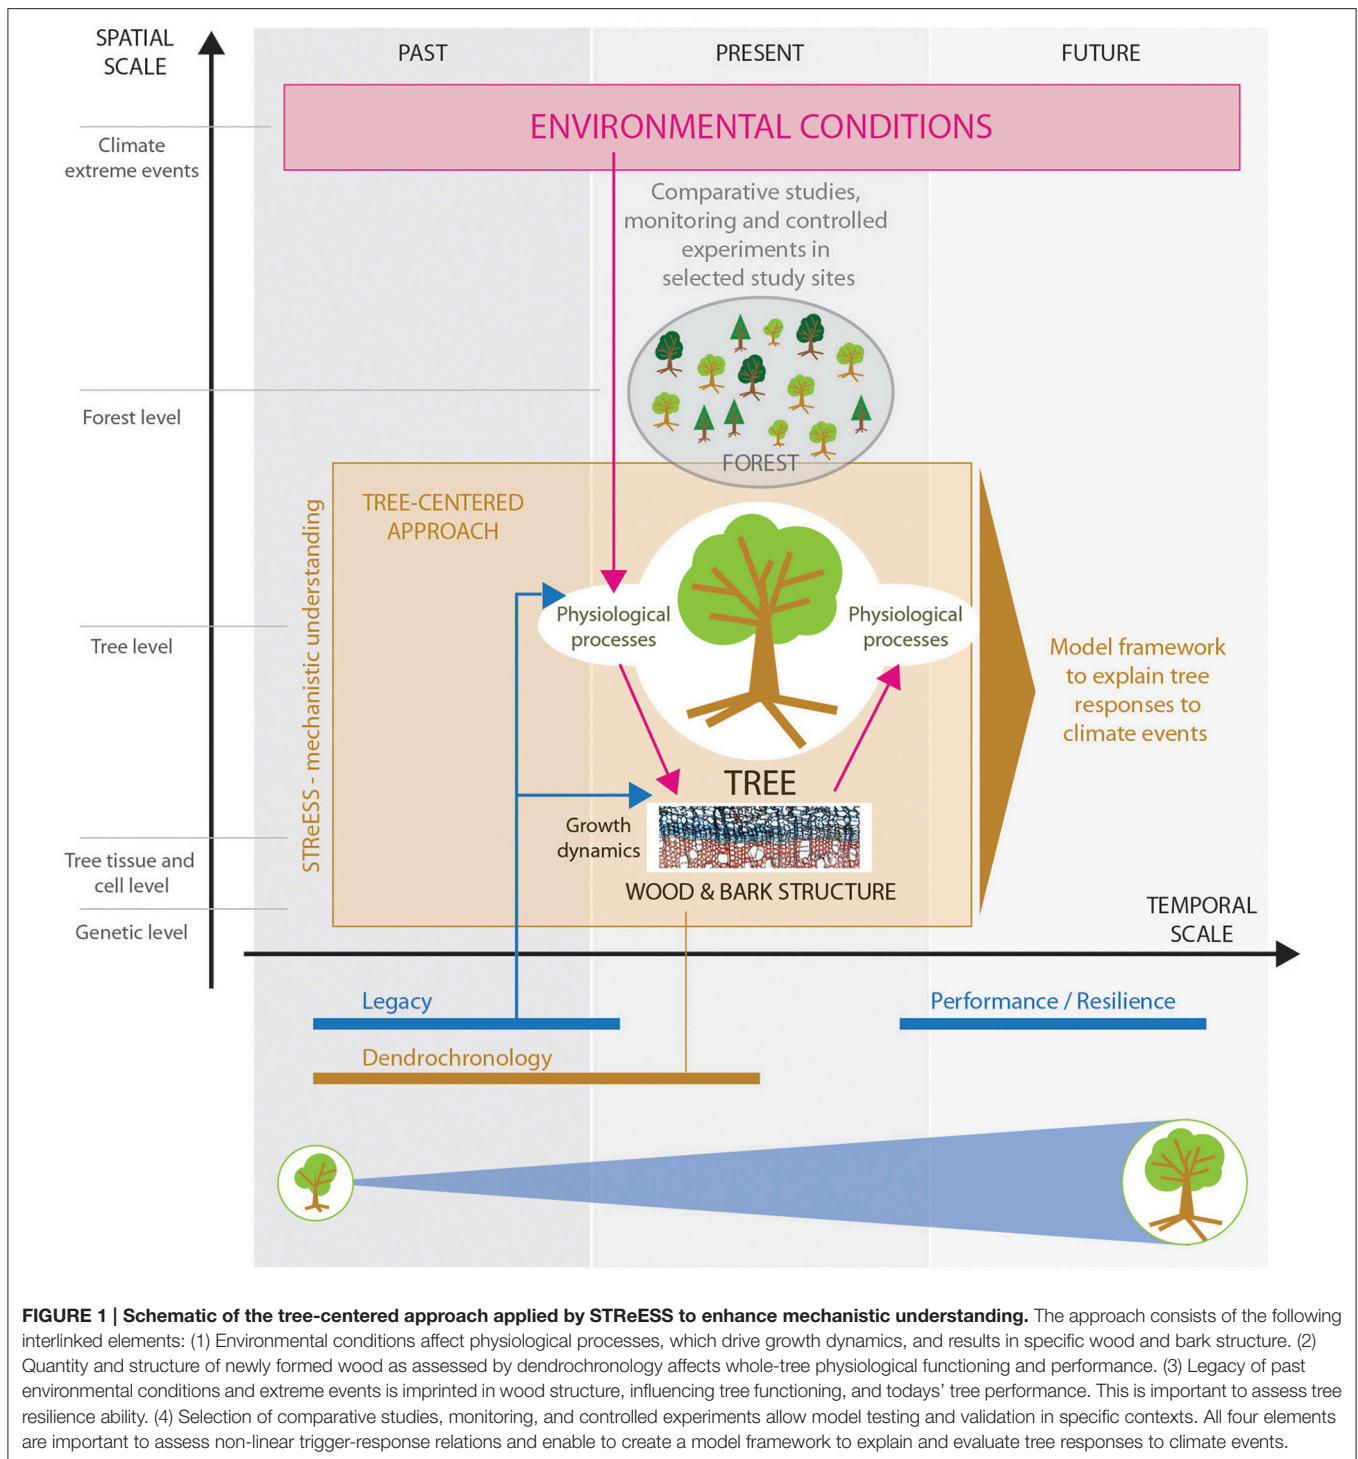 SPATIAL
SCALE
PAST
PRESENT
FUTURE
ENVIRONMENTAL CONDITIONS
Climate
extreme events
Comparative studies,
monitoring and controlled
experiments in
selected study sites
Forest level
FOREST
TREE-CENTERED
APPROACH
STReESS - mechanistic understanding
Physiological
processes
Physiological
processes
Tree level
Model framework
to explain tree
responses to
climate events
TREE
Growth
dynamics
Tree tissue and
cell level
WOOD & BARK STRUCTURE
Genetic level
TEMPORAL
SCALE
Legacy
Performance / Resilience
Dendrochronology
FIGURE 1 | Schematic of the tree-centered approach applied by STReESS to enhance mechanistic understanding. The approach consists of the following
interlinked elements: (1) Environmental conditions affect physiological processes, which drive growth dynamics, and results in specific wood and bark structure. (2)
Quantity and structure of newly formed wood as assessed by dendrochronology affects whole-tree physiological functioning and performance. (3) Legacy of past
environmental conditions and extreme events is imprinted in wood structure, influencing tree functioning, and todays' tree performance. This is important to assess tree
resilience ability. (4) Selection of comparative studies, monitoring, and controlled experiments allow model testing and validation in specific contexts. All four elements
are important to assess non-linear trigger-response relations and enable to create a model framework to explain and evaluate tree responses to climate events.